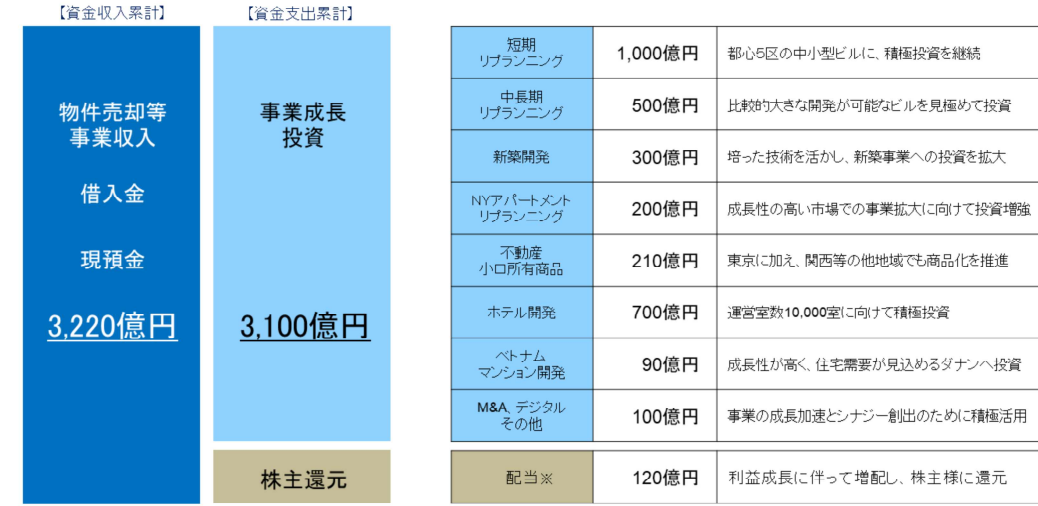 【資金収入累計】
【資金支出累計】
物件売却等
事業収入
借入金
現預金
3,220億円
事業成長
投資
3,100億円
株主還元
短期
リプランニング
1,000億円
都心5区の中小型ビルに、積極投資を継続
中長期
リプランニング
500億円
比較的大きな開発が可能なビルを見極めて投資
新築開発
300億円
培った技術を活かし、新築事業への投資を拡大
NYアパートメント
リプランニング
200億円
成長性の高い市場での事業拡大に向けて投資増強
不動産
小口所有商品
210億円
東京に加え、関西等の他地域でも商品化を推進
ホテル開発
700億円
運営室数10,000室に向けて積極投資
ベトナム
マンション開発
90億円
成長性が高く、住宅需要が見込めるダナンへ投資
M&A、デジタル
その他
100億円
事業の成長加速とシナジー創出のために積極活用
配当※
120億円
利益成長に伴って増配し、株主様に還元